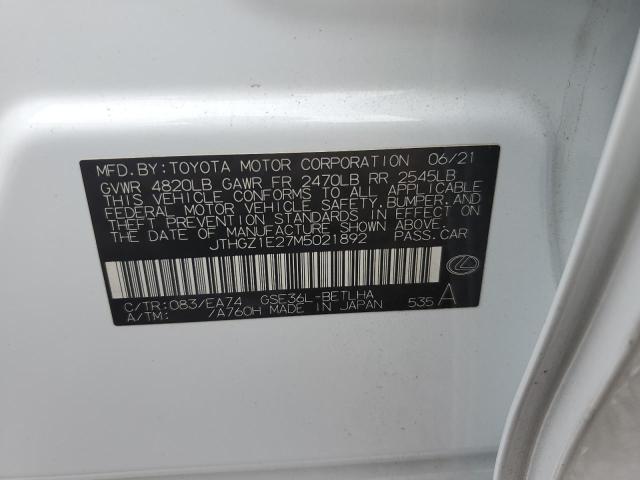 MFD.BY:TOYOTA MOTOR CORPORATION 06/21
GVWR 4820LB GAWR FR 2470LB RR 2545LB
THIS VEHICLE CONFORMS TO ALL APPLICABLE
FEDERAL MOTOR VEHICLE SAFETY,BUMPER,AND
THEFT PREVENTION STANDARDS IN EFFECT ON
THE DATE OF MANUFACTURE SHOWN ABOVE.
JTHGZ1E27M5021892 PASS.CAR
C/TR:083/EA74 GSE36L-BETLHA
A/TM: /A760H MADE IN JAPAN 535 A